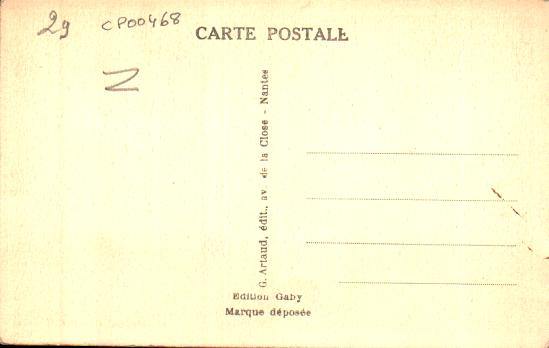 29 CP00468
CARTE POSTALE
Z
G. Artaud, édit., av. de la Close - Nantes
Edition Gaby
Marque déposée